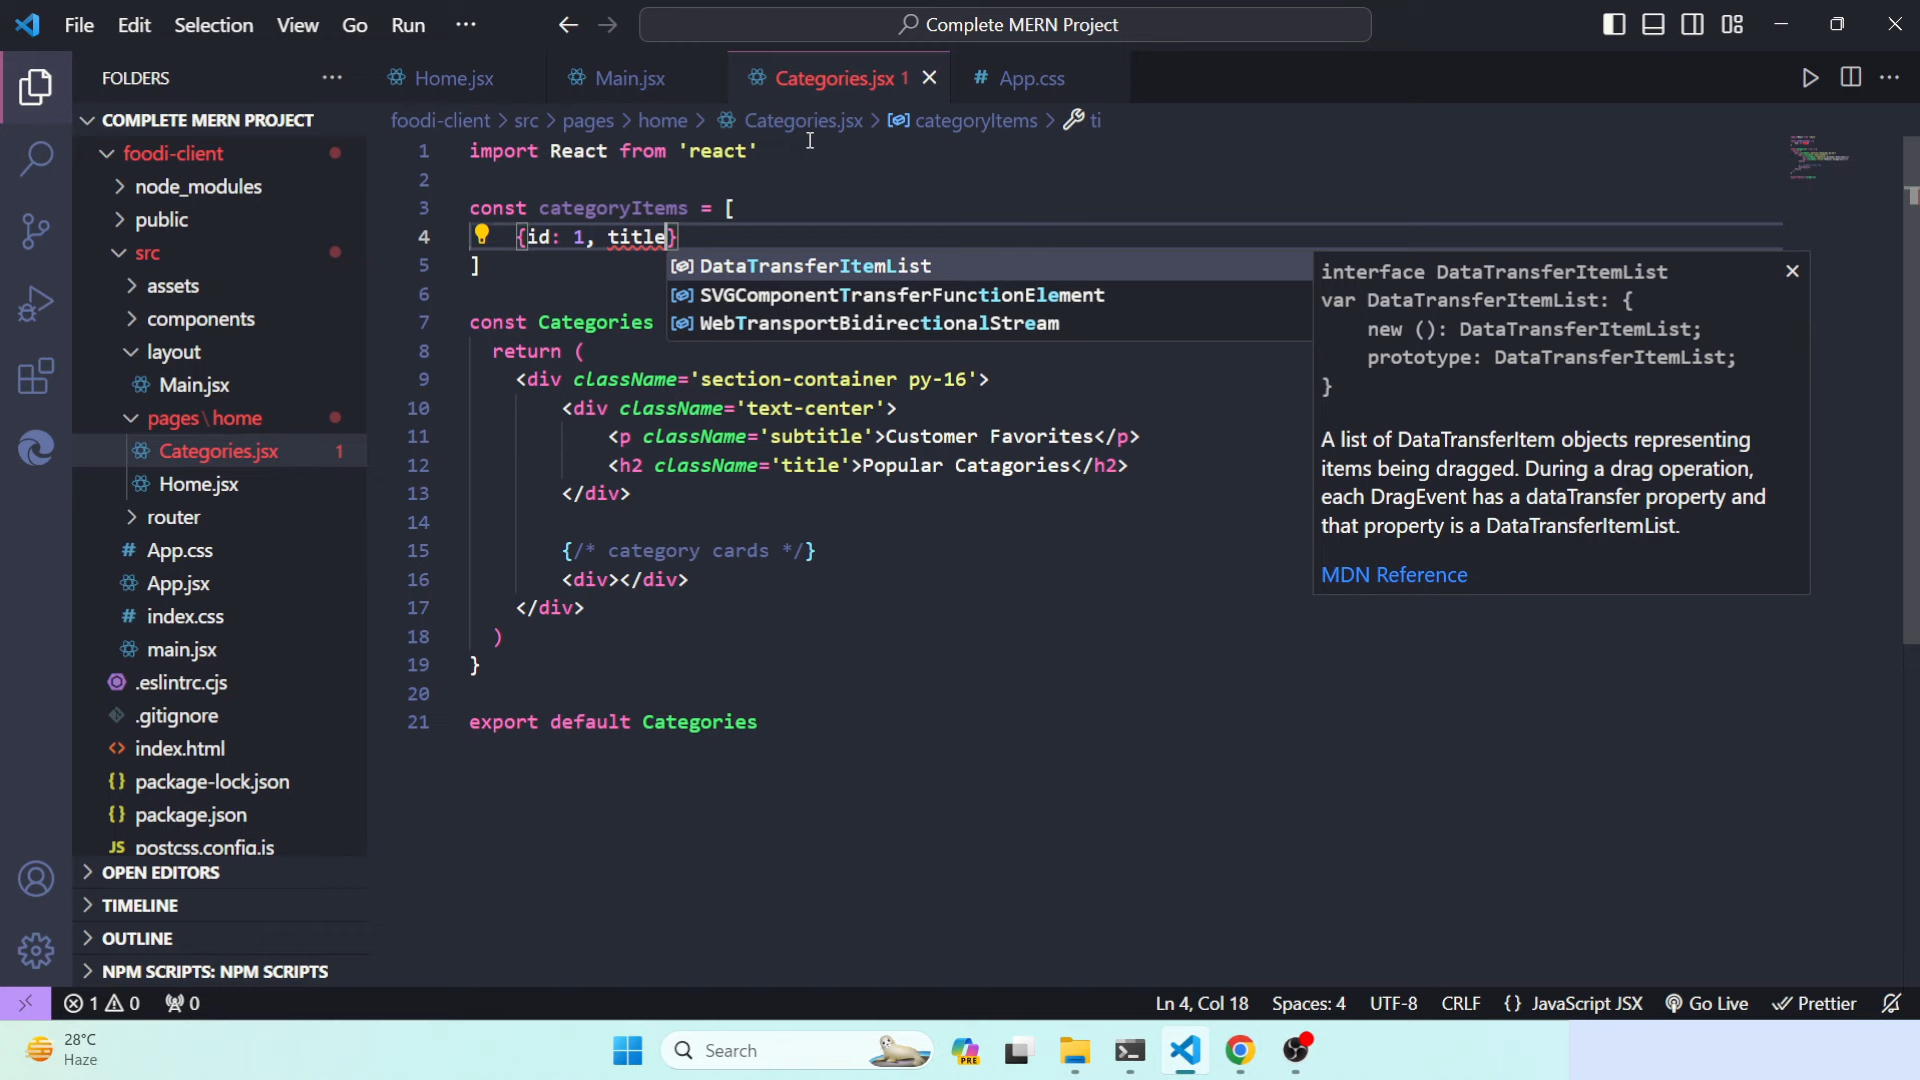 File Edit Selection View Go Run ··· Complete MERN Project
FOLDERS ···
Home.jsx Main.jsx Categories.jsx 1 App.css
COMPLETE MERN PROJECT
foodi-client > src > pages > home > Categories.jsx > categoryItems > ti
foodi-client
node_modules
public
src
assets
components
layout
Main.jsx
pages\home
Categories.jsx 1
Home.jsx
router
App.css
App.jsx
index.css
main.jsx
.eslintrc.cjs
.gitignore
index.html
package-lock.json
package.json
postcss.config.js
OPEN EDITORS
TIMELINE
OUTLINE
NPM SCRIPTS: NPM SCRIPTS
1 import React from 'react'
2
3 const categoryItems = [
4 {id: 1, title}
5 ]
6
7 const Categories
8 return (
9 <div className='section-container py-16'>
10 <div className='text-center'>
11 <p className='subtitle'>Customer Favorites</p>
12 <h2 className='title'>Popular Catagories</h2>
13 </div>
14
15 {/* category cards */}
16 <div></div>
17 </div>
18 )
19 }
20
21 export default Categories
DataTransferItemList
SVGComponentTransferFunctionElement
WebTransportBidirectionalStream
interface DataTransferItemList
var DataTransferItemList: {
new (): DataTransferItemList;
prototype: DataTransferItemList;
}
A list of DataTransferItem objects representing
items being dragged. During a drag operation,
each DragEvent has a dataTransfer property and
that property is a DataTransferItemList.
MDN Reference
1 0 0 Ln 4, Col 18 Spaces: 4 UTF-8 CRLF {} JavaScript JSX Go Live Prettier
28°C
Haze
Search
PRE